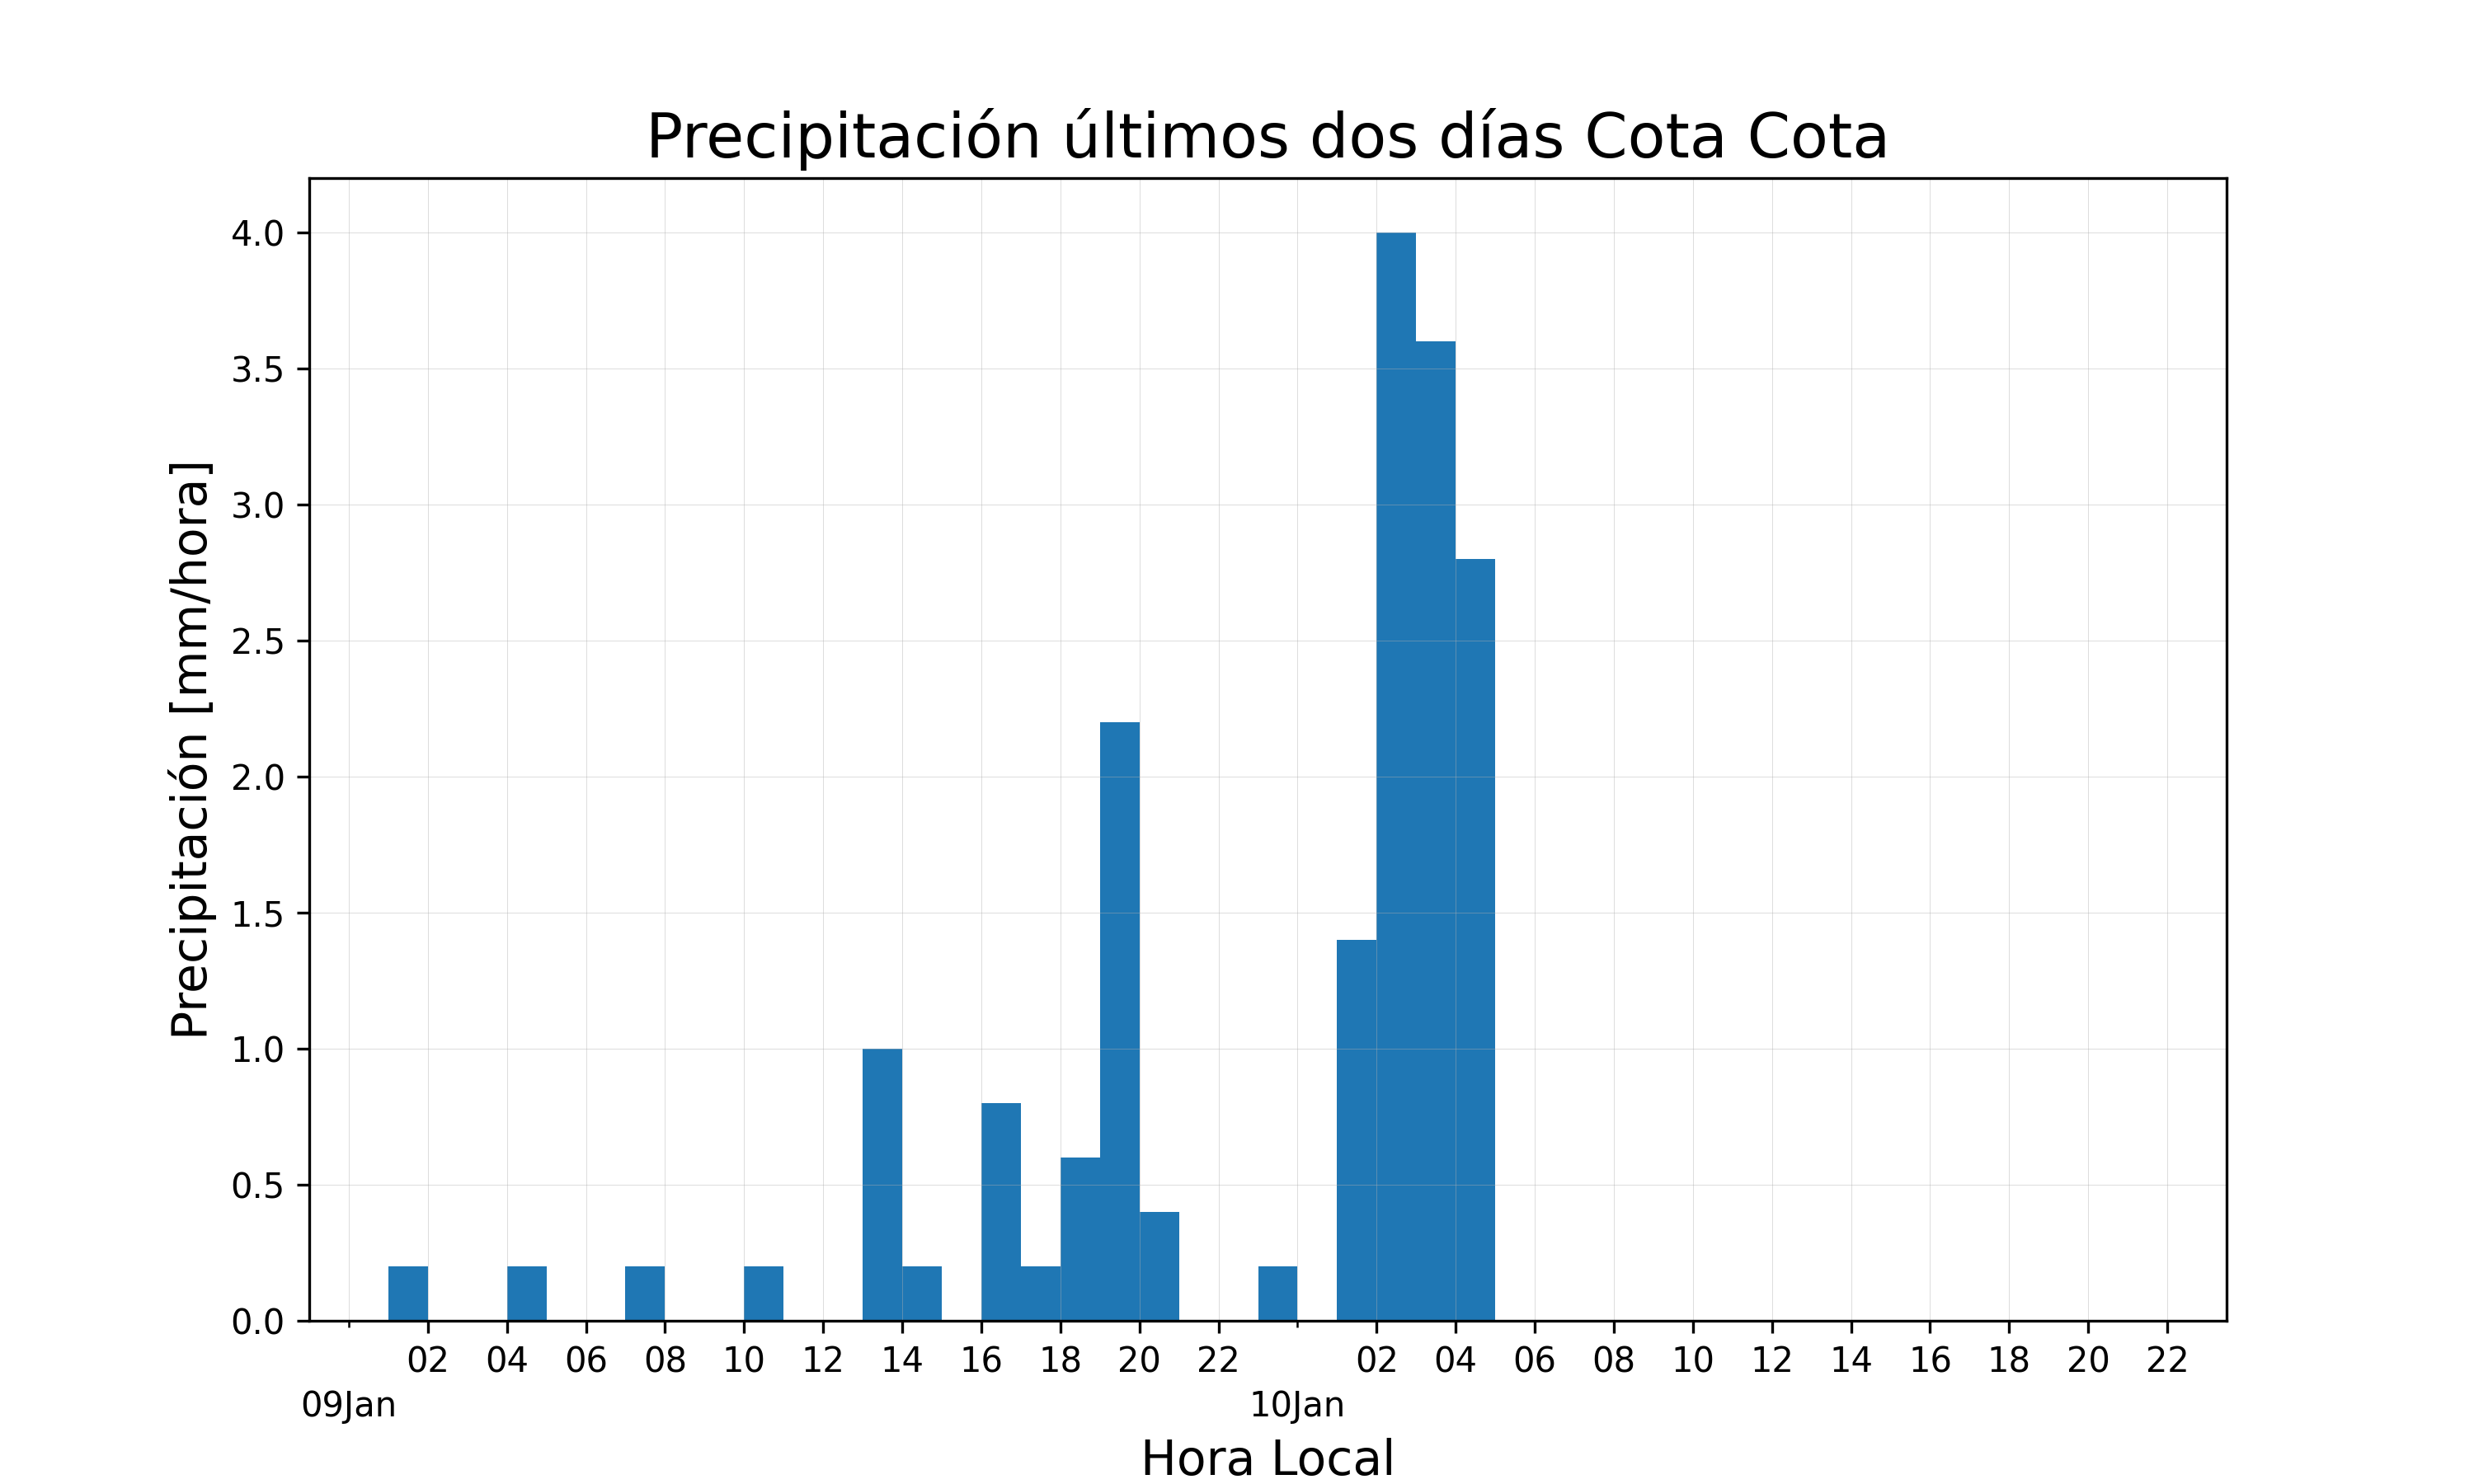 Precipitación últimos dos días Cota Cota
Precipitación [mm/hora]
4.0
3.5
3.0
2.5
2.0
1.5
1.0
0.5
0.0
02 04 06 08 10 12 14 16 18 20 22 02 04 06 08 10 12 14 16 18 20 22
09Jan 10Jan
Hora Local